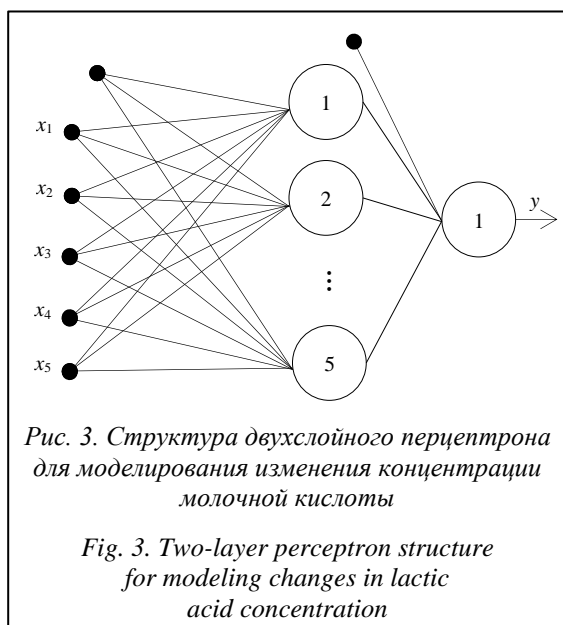 1
x1
2
x2
y
1
x3
x4
5
x5
Рис. 3. Структура двухслойного перцептрона
для моделирования изменения концентрации
молочной кислоты
Fig. 3. Two-layer perceptron structure
for modeling changes in lactic
acid concentration